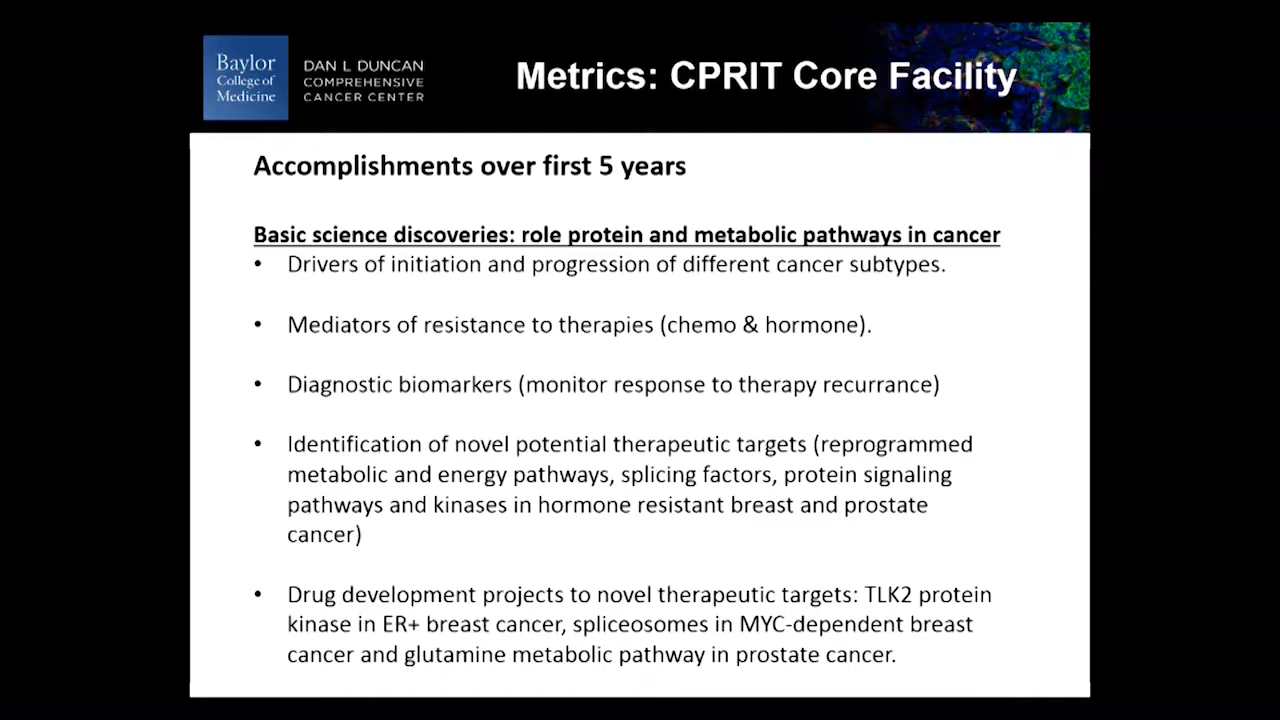 Baylor
College of
Medicine
DAN L DUNCAN
COMPREHENSIVE
CANCER CENTER
Metrics: CPRIT Core Facility
Accomplishments over first 5 years
Basic science discoveries: role protein and metabolic pathways in cancer
• Drivers of initiation and progression of different cancer subtypes.
• Mediators of resistance to therapies (chemo & hormone).
• Diagnostic biomarkers (monitor response to therapy recurrance)
• Identification of novel potential therapeutic targets (reprogrammed
metabolic and energy pathways, splicing factors, protein signaling
pathways and kinases in hormone resistant breast and prostate
cancer)
• Drug development projects to novel therapeutic targets: TLK2 protein
kinase in ER+ breast cancer, spliceosomes in MYC-dependent breast
cancer and glutamine metabolic pathway in prostate cancer.